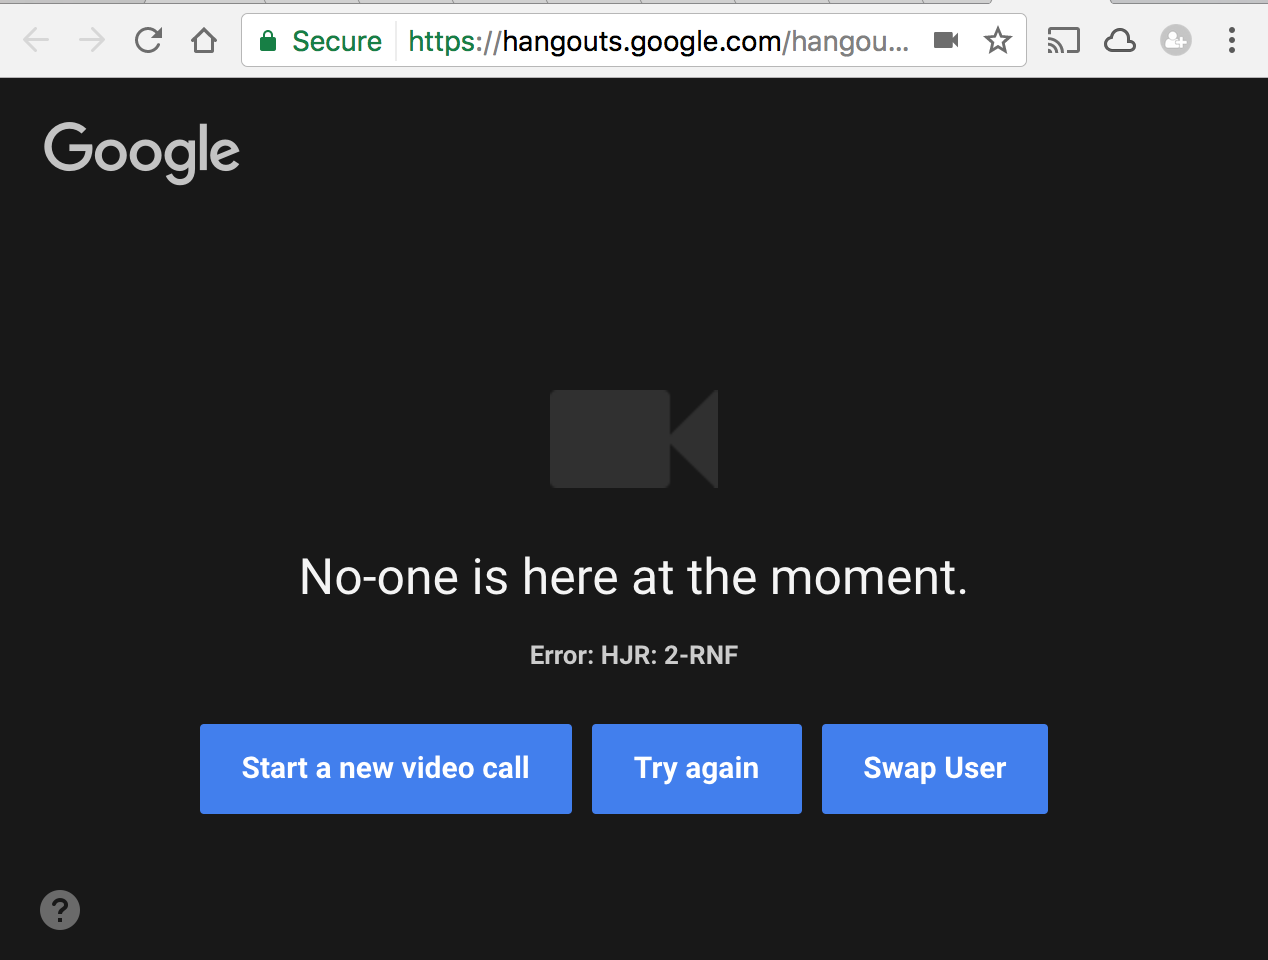 Secure https://hangouts.google.com/hangou...
Google
No-one is here at the moment.
Error: HJR: 2-RNF
Start a new video call Try again Swap User
?